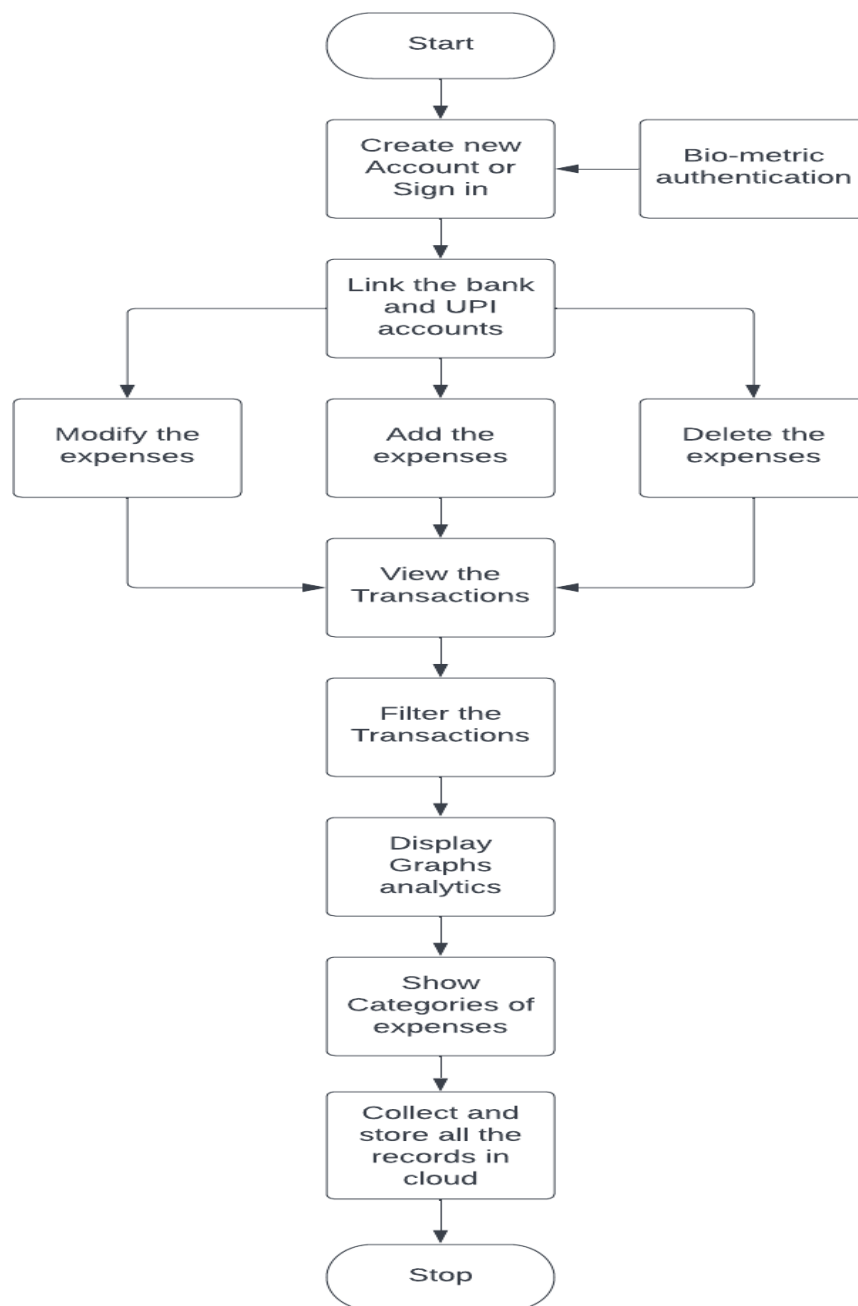 Start
Create new
Account or
Sign in
Bio-metric
authentication
Link the bank
and UPI
accounts
Modify the
expenses
Add the
expenses
Delete the
expenses
View the
Transactions
Filter the
Transactions
Display
Graphs
analytics
Show
Categories of
expenses
Collect and
store all the
records in
cloud
Stop